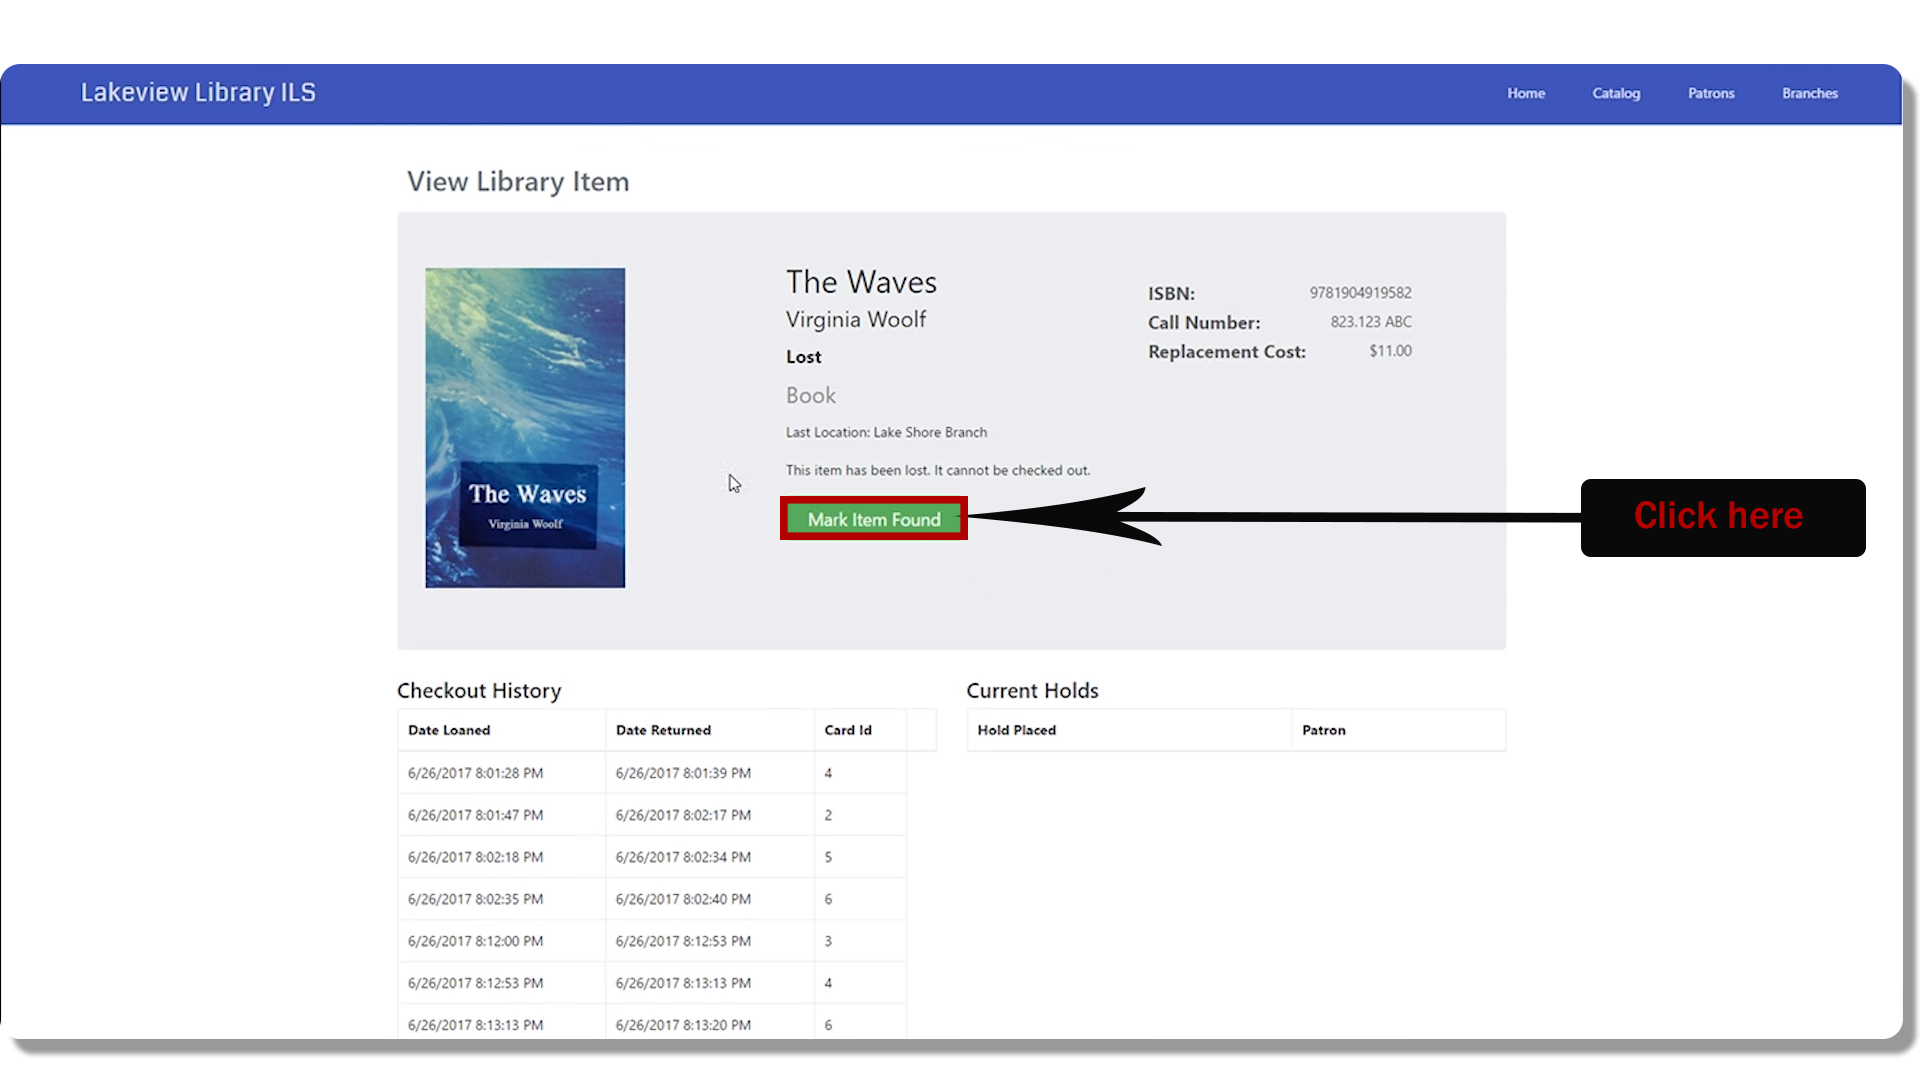 Lakeview Library ILS
Home Catalog Patrons Branches
View Library Item
The Waves
Virginia Woolf
The Waves
Virginia Woolf
Lost
Book
Last Location: Lake Shore Branch
This item has been lost. It cannot be checked out.
Mark Item Found
ISBN: 9781904919582
Call Number: 823.123 ABC
Replacement Cost: $11.00
Click here
Checkout History
Date Loaned Date Returned Card Id
6/26/2017 8:01:28 PM 6/26/2017 8:01:39 PM 4
6/26/2017 8:01:47 PM 6/26/2017 8:02:17 PM 2
6/26/2017 8:02:18 PM 6/26/2017 8:02:34 PM 5
6/26/2017 8:02:35 PM 6/26/2017 8:02:40 PM 6
6/26/2017 8:12:00 PM 6/26/2017 8:12:53 PM 3
6/26/2017 8:12:53 PM 6/26/2017 8:13:13 PM 4
6/26/2017 8:13:13 PM 6/26/2017 8:13:20 PM 6
Current Holds
Hold Placed Patron